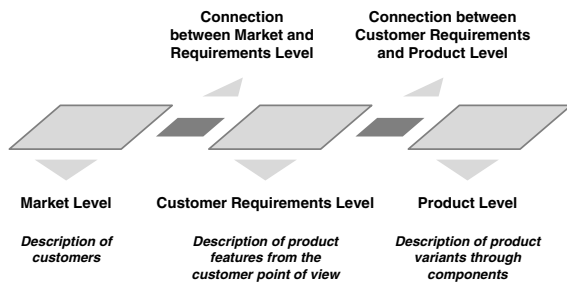 Connection
between Market and
Requirements Level
Connection between
Customer Requirements
and Product Level
Market Level
Customer Requirements Level
Product Level
Description of
customers
Description of product
features from the
customer point of view
Description of product
variants through
components